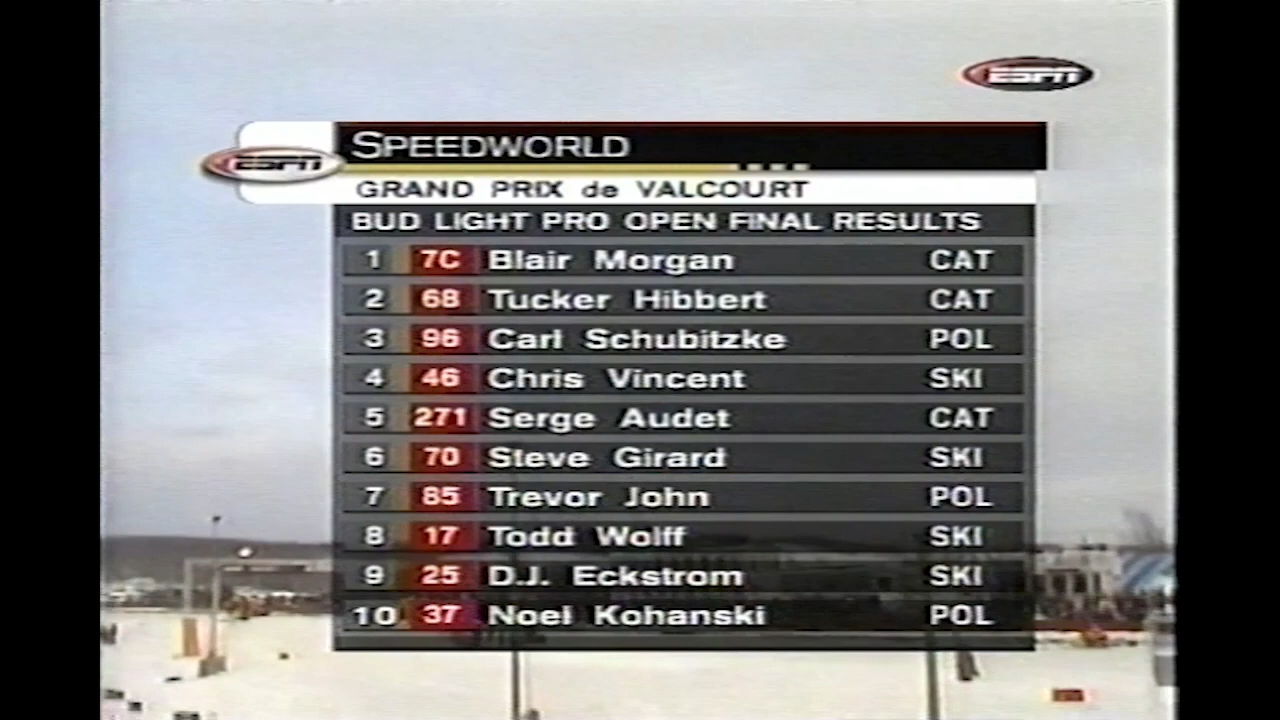 ESPN
SPEEDWORLD
ESPN
GRAND PRIX de VALCOURT
BUD LIGHT PRO OPEN FINAL RESULTS
1 7C Blair Morgan CAT
2 68 Tucker Hibbert CAT
3 96 Carl Schubitzke POL
4 46 Chris Vincent SKI
5 271 Serge Audet CAT
6 70 Steve Girard SKI
7 85 Trevor John POL
8 17 Todd Wolff SKI
9 25 D.J. Eckstrom SKI
10 37 Noel Kohanski POL